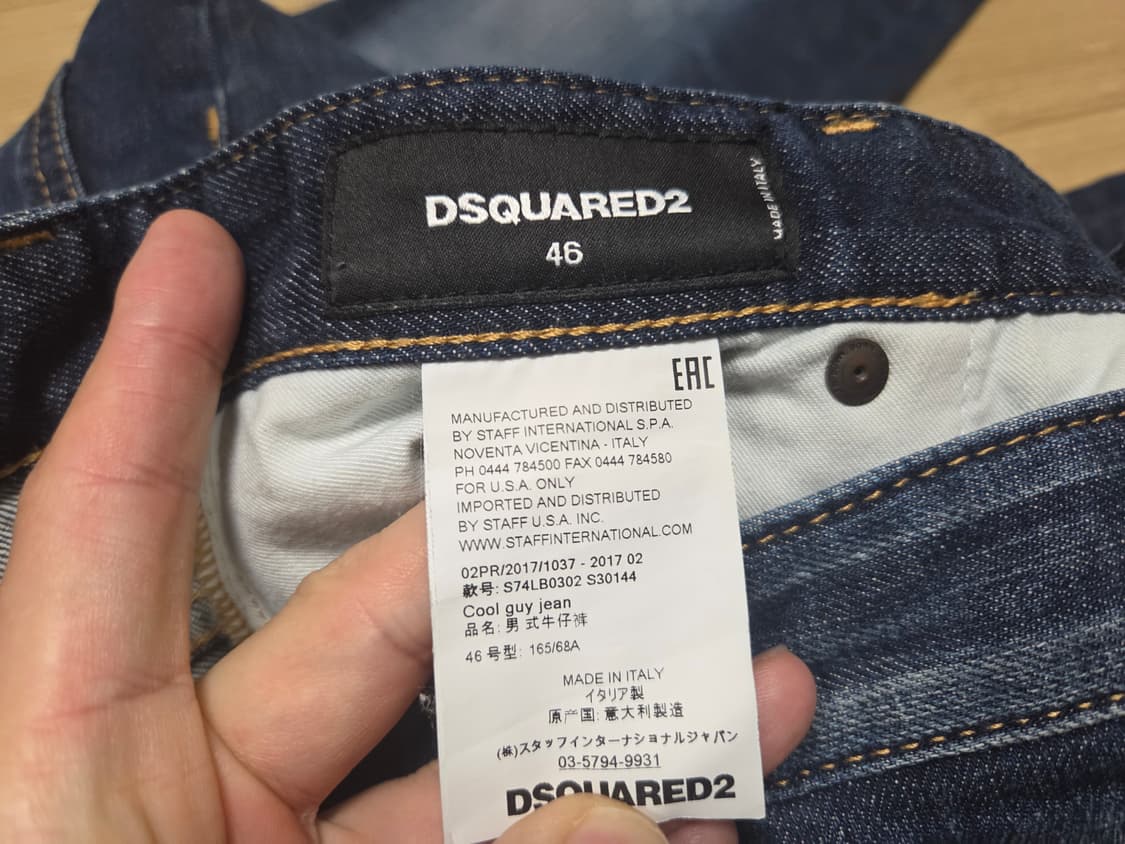 DSQUARED2
46
MADE IN ITALY
EAC
MANUFACTURED AND DISTRIBUTED
BY STAFF INTERNATIONAL S.P.A.
NOVENTA VICENTINA - ITALY
PH 0444 784500 FAX 0444 784580
FOR U.S.A. ONLY
IMPORTED AND DISTRIBUTED
BY STAFF U.S.A. INC.
WWW.STAFFINTERNATIONAL.COM
02PR/2017/1037 - 2017 02
款号: S74LB0302 S30144
Cool guy jean
品名: 男式牛仔裤
46 号型: 165/68A
MADE IN ITALY
イタリア製
原产国: 意大利製造
(株)スタッフインターナショナルジャパン
03-5794-9931
DSQUARED2